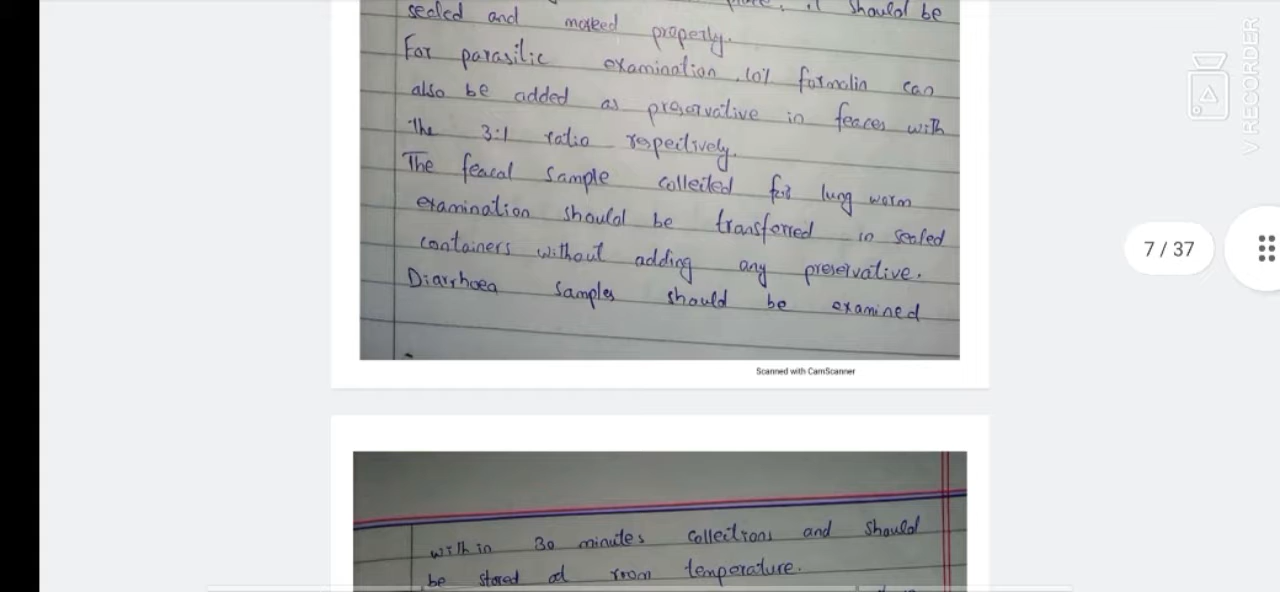 should be
sealed and marked properly.
For parasitic examination, 10% formalin can
also be added as preservative in feaces with
the 3:1 ratio respectively.
The feacal sample collected for lung worm
examination should be transferred in sealed
containers without adding any preservative.
Diarrhoea samples should be examined
Scanned with CamScanner
with in 30 minutes collections and should
be stored at room temperature.
7 / 37
V RECORDER